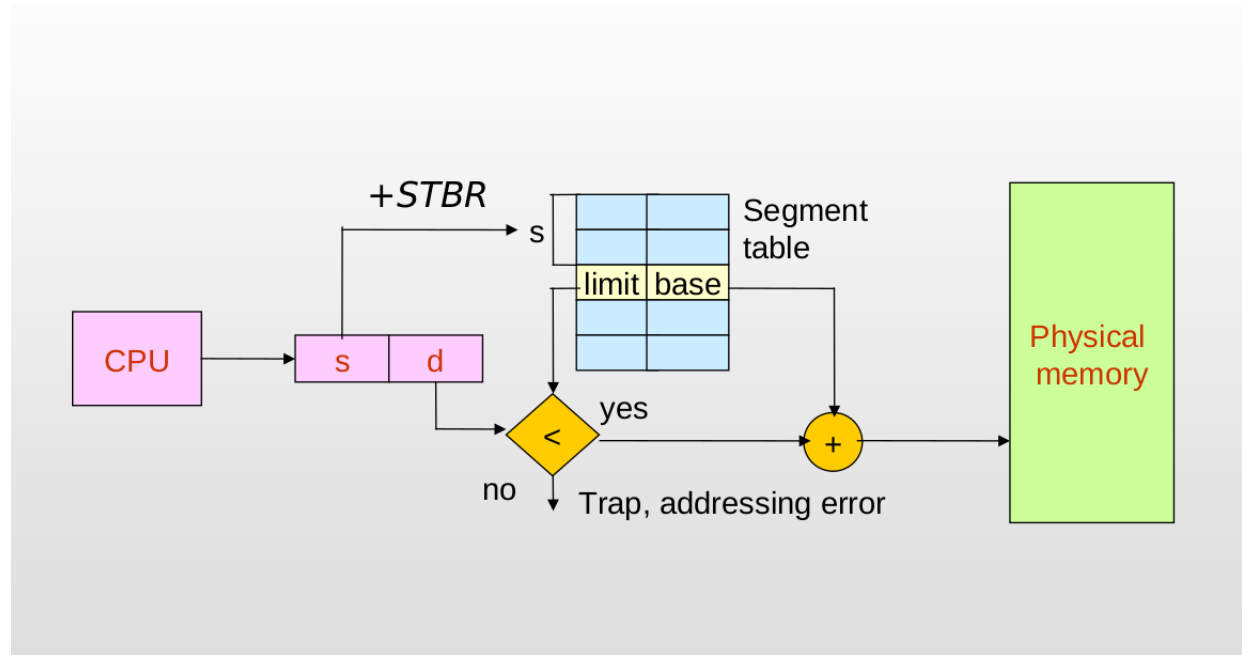 +STBR
Segment
table
s
limit base
CPU
s d
Physical
memory
yes
<
+
no
Trap, addressing error